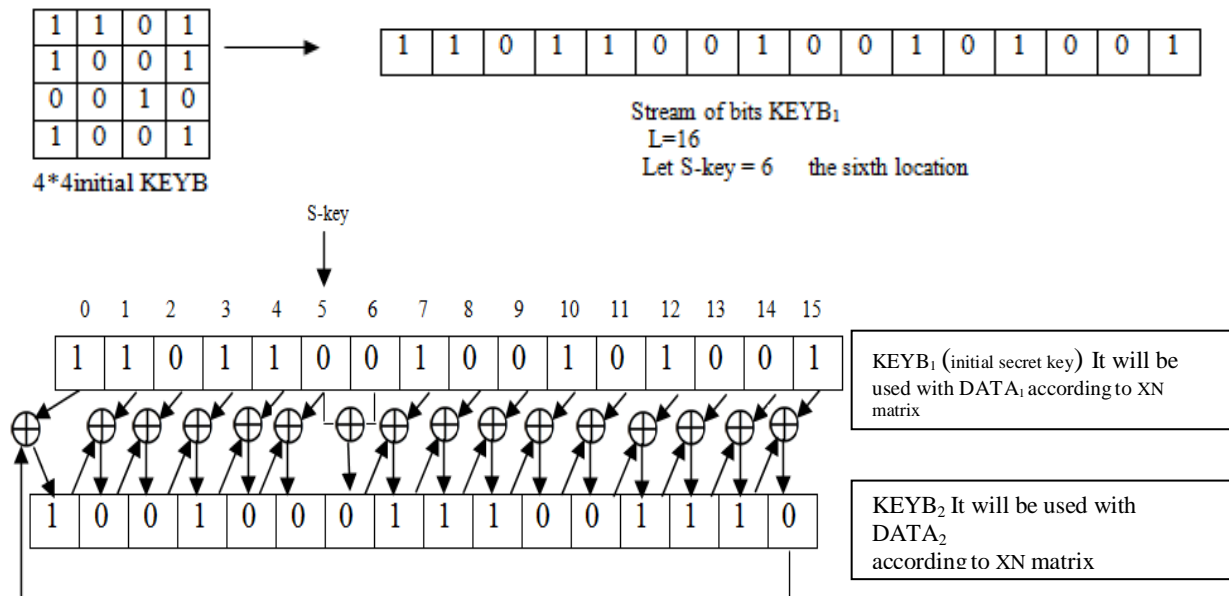 1 1 0 1
1 0 0 1
0 0 1 0
1 0 0 1
4*4initial KEYB
1 1 0 1 1 0 0 1 0 0 1 0 1 0 0 1
Stream of bits KEYB₁
L=16
Let S-key = 6 the sixth location
S-key
0 1 2 3 4 5 6 7 8 9 10 11 12 13 14 15
1 1 0 1 1 0 0 1 0 0 1 0 1 0 0 1
KEYB₁ (initial secret key) It will be
used with DATA₁ according to XN
matrix
1 0 0 1 0 0 0 1 1 1 0 0 1 1 1 0
KEYB₂ It will be used with
DATA₂
according to XN matrix